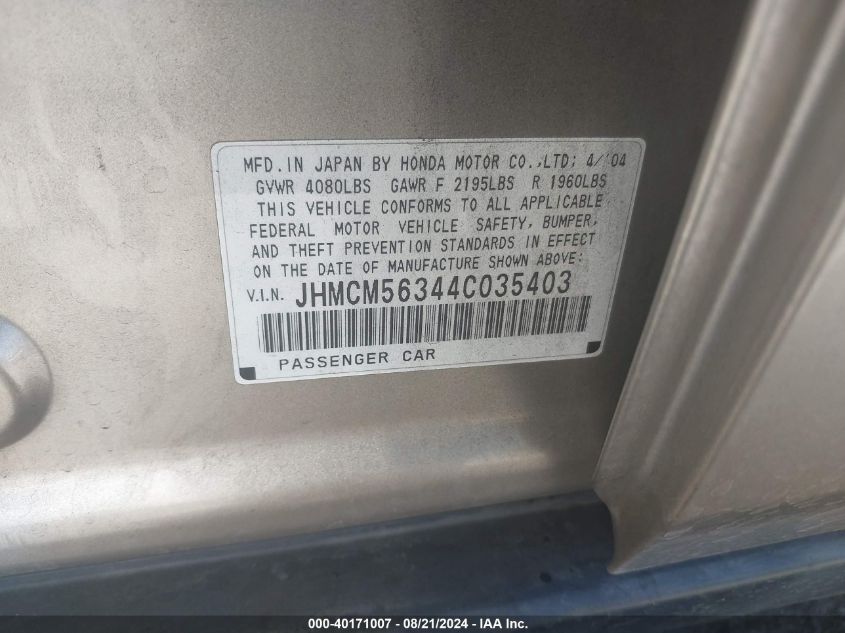 MFD. IN JAPAN BY HONDA MOTOR CO.,LTD; 4/'04
GVWR 4080LBS GAWR F 2195LBS R 1960LBS
THIS VEHICLE CONFORMS TO ALL APPLICABLE
FEDERAL MOTOR VEHICLE SAFETY, BUMPER,
AND THEFT PREVENTION STANDARDS IN EFFECT
ON THE DATE OF MANUFACTURE SHOWN ABOVE:
V.I.N. JHMCM56344C035403
PASSENGER CAR
000-40171007 - 08/21/2024 - IAA Inc.